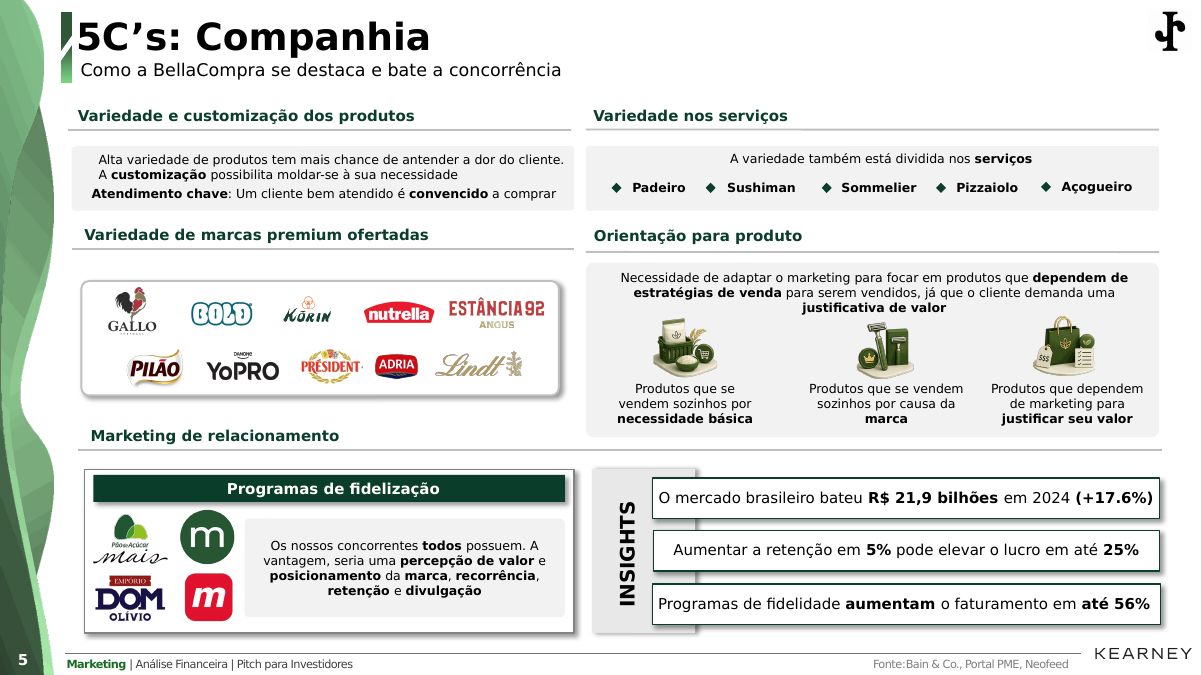 5C’s: Companhia
Como a BellaCompra se destaca e bate a concorrência
Variedade e customização dos produtos
Alta variedade de produtos tem mais chance de antender a dor do cliente.
A customização possibilita moldar-se à sua necessidade
Atendimento chave: Um cliente bem atendido é convencido a comprar
Variedade nos serviços
A variedade também está dividida nos serviços
◆ Padeiro ◆ Sushiman ◆ Sommelier ◆ Pizzaiolo ◆ Açogueiro
Variedade de marcas premium ofertadas
GALLO
BOLD
KORIN
nutrella
ESTÂNCIA 92
ANGUS
PILÃO
DANONE
YoPRO
PRÉSIDENT
ADRIA
Lindt
Orientação para produto
Necessidade de adaptar o marketing para focar em produtos que dependem de
estratégias de venda para serem vendidos, já que o cliente demanda uma
justificativa de valor
$$$
Produtos que se
vendem sozinhos por
necessidade básica
Produtos que se vendem
sozinhos por causa da
marca
Produtos que dependem
de marketing para
justificar seu valor
Marketing de relacionamento
Programas de fidelização
Pão de Açúcar
mais
m
EMPÓRIO
DOM
OLÍVIO
m
Os nossos concorrentes todos possuem. A
vantagem, seria uma percepção de valor e
posicionamento da marca, recorrência,
retenção e divulgação
INSIGHTS
O mercado brasileiro bateu R$ 21,9 bilhões em 2024 (+17.6%)
Aumentar a retenção em 5% pode elevar o lucro em até 25%
Programas de fidelidade aumentam o faturamento em até 56%
5
Marketing | Análise Financeira | Pitch para Investidores
Fonte:Bain & Co., Portal PME, Neofeed
KEARNEY